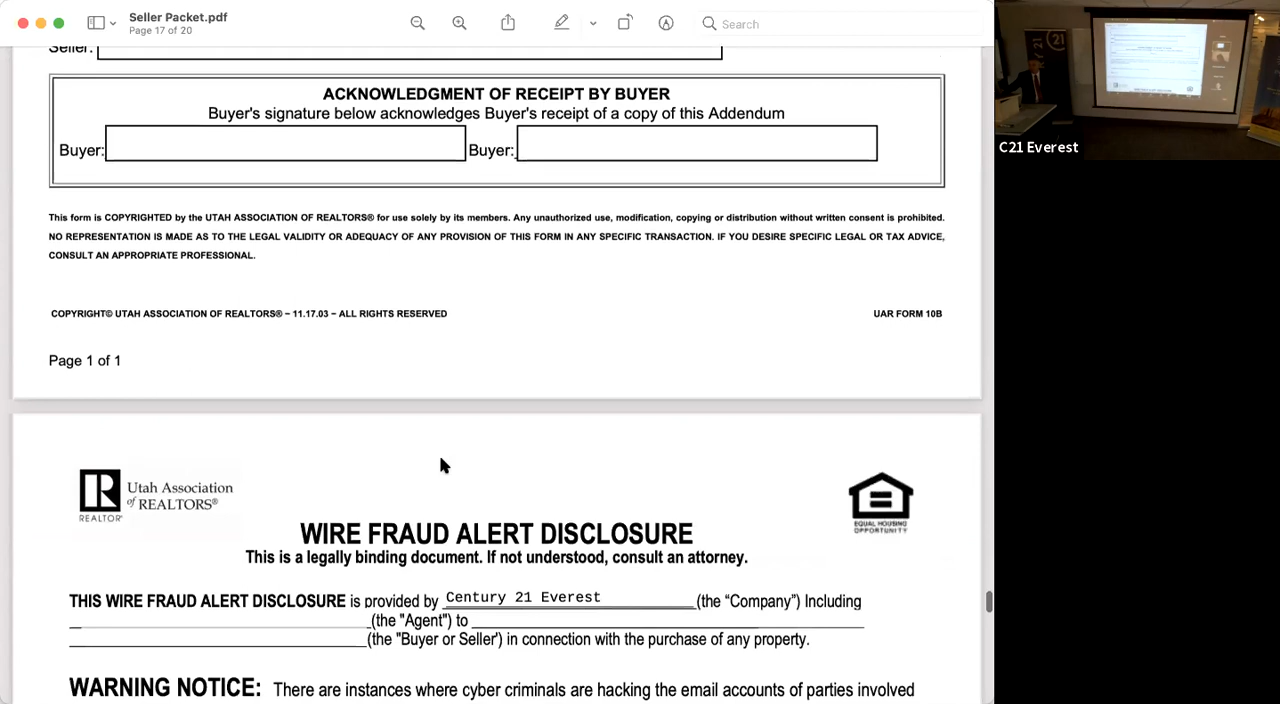 Seller Packet.pdf
Page 17 of 20
Search
Seller:
ACKNOWLEDGMENT OF RECEIPT BY BUYER
Buyer's signature below acknowledges Buyer's receipt of a copy of this Addendum
Buyer: Buyer:
This form is COPYRIGHTED by the UTAH ASSOCIATION OF REALTORS® for use solely by its members. Any unauthorized use, modification, copying or distribution without written consent is prohibited.
NO REPRESENTATION IS MADE AS TO THE LEGAL VALIDITY OR ADEQUACY OF ANY PROVISION OF THIS FORM IN ANY SPECIFIC TRANSACTION. IF YOU DESIRE SPECIFIC LEGAL OR TAX ADVICE,
CONSULT AN APPROPRIATE PROFESSIONAL.
COPYRIGHT© UTAH ASSOCIATION OF REALTORS® – 11.17.03 – ALL RIGHTS RESERVED UAR FORM 10B
Page 1 of 1
REALTOR®
Utah Association
of REALTORS®
EQUAL HOUSING
OPPORTUNITY
WIRE FRAUD ALERT DISCLOSURE
This is a legally binding document. If not understood, consult an attorney.
THIS WIRE FRAUD ALERT DISCLOSURE is provided by Century 21 Everest (the “Company”) Including
(the "Agent") to
(the "Buyer or Seller') in connection with the purchase of any property.
WARNING NOTICE: There are instances where cyber criminals are hacking the email accounts of parties involved
C21 Everest